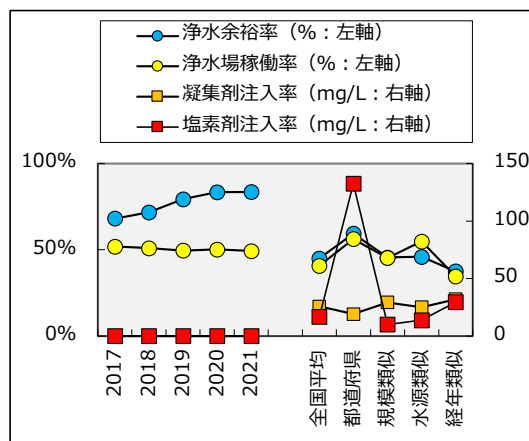 浄水余裕率（%：左軸）
浄水場稼働率（%：左軸）
凝集剤注入率（mg/L：右軸）
塩素剤注入率（mg/L：右軸）
100%
50%
0%
150
100
50
0
2017
2018
2019
2020
2021
全国平均
都道府県
規模類似
水源類似
経年類似